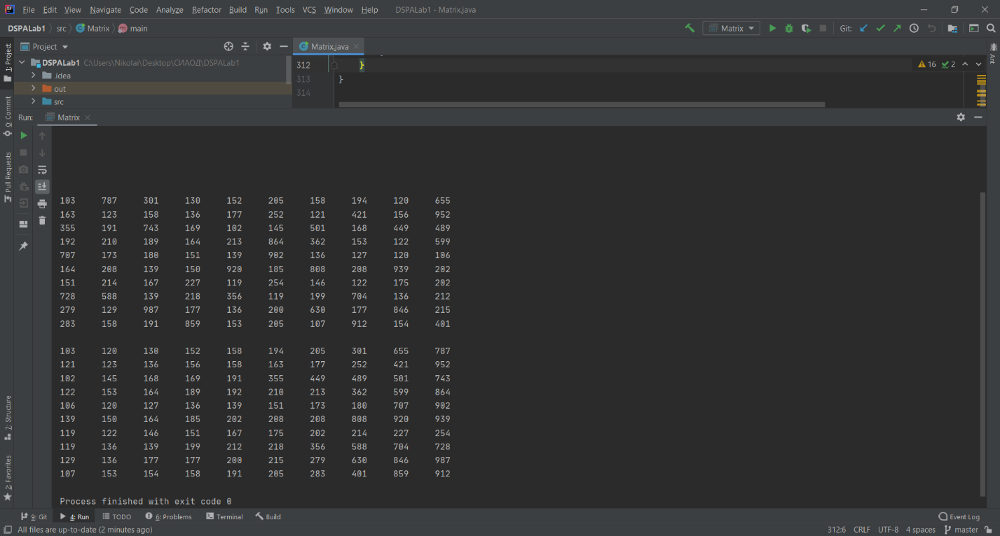 File Edit View Navigate Code Analyze Refactor Build Run Tools VCS Window Help DSPALab1 - Matrix.java
DSPALab1 src Matrix main Matrix Git:
1: Project
Project
Matrix.java
DSPALab1 C:\Users\Nikolai\Desktop\СИАОД\DSPALab1
.idea
out
src
312 }
313 }
314
16 2
Ant
0: Commit
Pull Requests
Run: Matrix
103 787 301 130 152 205 158 194 120 655
163 123 158 136 177 252 121 421 156 952
355 191 743 169 102 145 501 168 449 489
192 210 189 164 213 864 362 153 122 599
707 173 180 151 139 902 136 127 120 106
164 208 139 150 920 185 808 208 939 202
151 214 167 227 119 254 146 122 175 202
728 588 139 218 356 119 199 704 136 212
279 129 987 177 136 200 630 177 846 215
283 158 191 859 153 205 107 912 154 401
103 120 130 152 158 194 205 301 655 787
121 123 136 156 158 163 177 252 421 952
102 145 168 169 191 355 449 489 501 743
122 153 164 189 192 210 213 362 599 864
106 120 127 136 139 151 173 180 707 902
139 150 164 185 202 208 208 808 920 939
119 122 146 151 167 175 202 214 227 254
119 136 139 199 212 218 356 588 704 728
129 136 177 177 200 215 279 630 846 987
107 153 154 158 191 205 283 401 859 912
Process finished with exit code 0
Z: Structure
2: Favorites
9: Git 4: Run TODO 6: Problems Terminal Build Event Log
All files are up-to-date (2 minutes ago) 312:6 CRLF UTF-8 4 spaces master